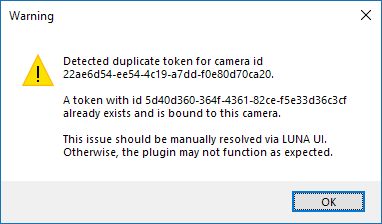 Warning
Detected duplicate token for camera id
22ae6d54-ee54-4c19-a7dd-f0e80d70ca20.
A token with id 5d40d360-364f-4361-82ce-f5e33d36c3cf
already exists and is bound to this camera.
This issue should be manually resolved via LUNA UI.
Otherwise, the plugin may not function as expected.
OK